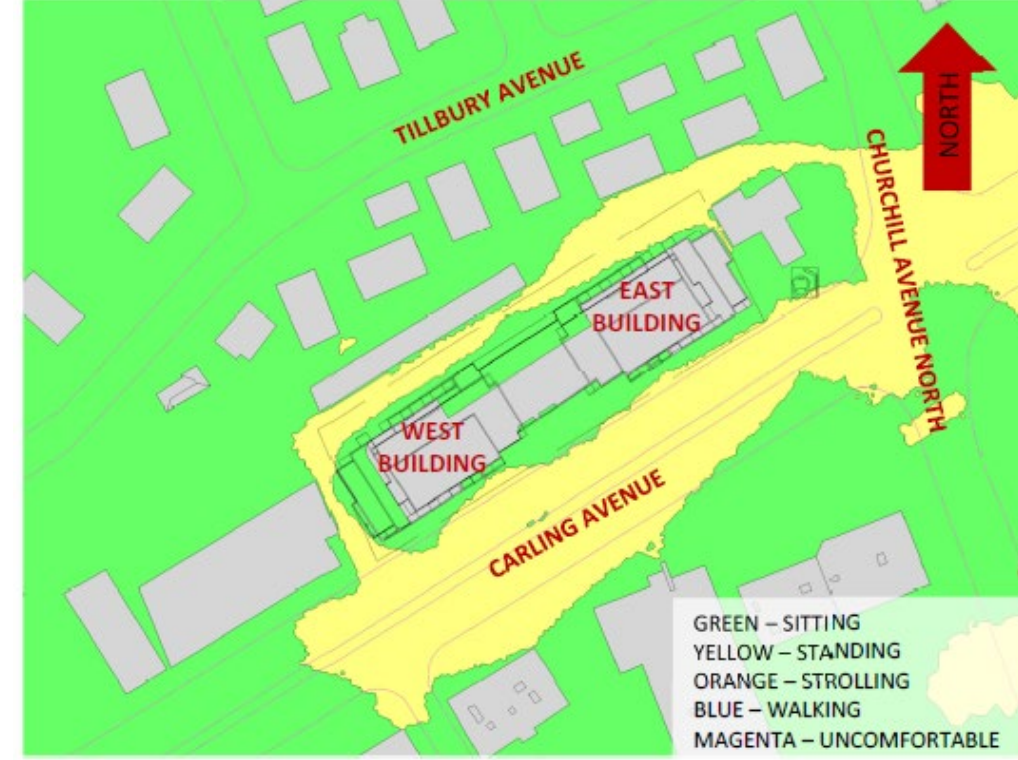 NORTH
TILLBURY AVENUE
CHURCHILL AVENUE NORTH
EAST
BUILDING
WEST
BUILDING
CARLING AVENUE
GREEN – SITTING
YELLOW – STANDING
ORANGE – STROLLING
BLUE – WALKING
MAGENTA – UNCOMFORTABLE